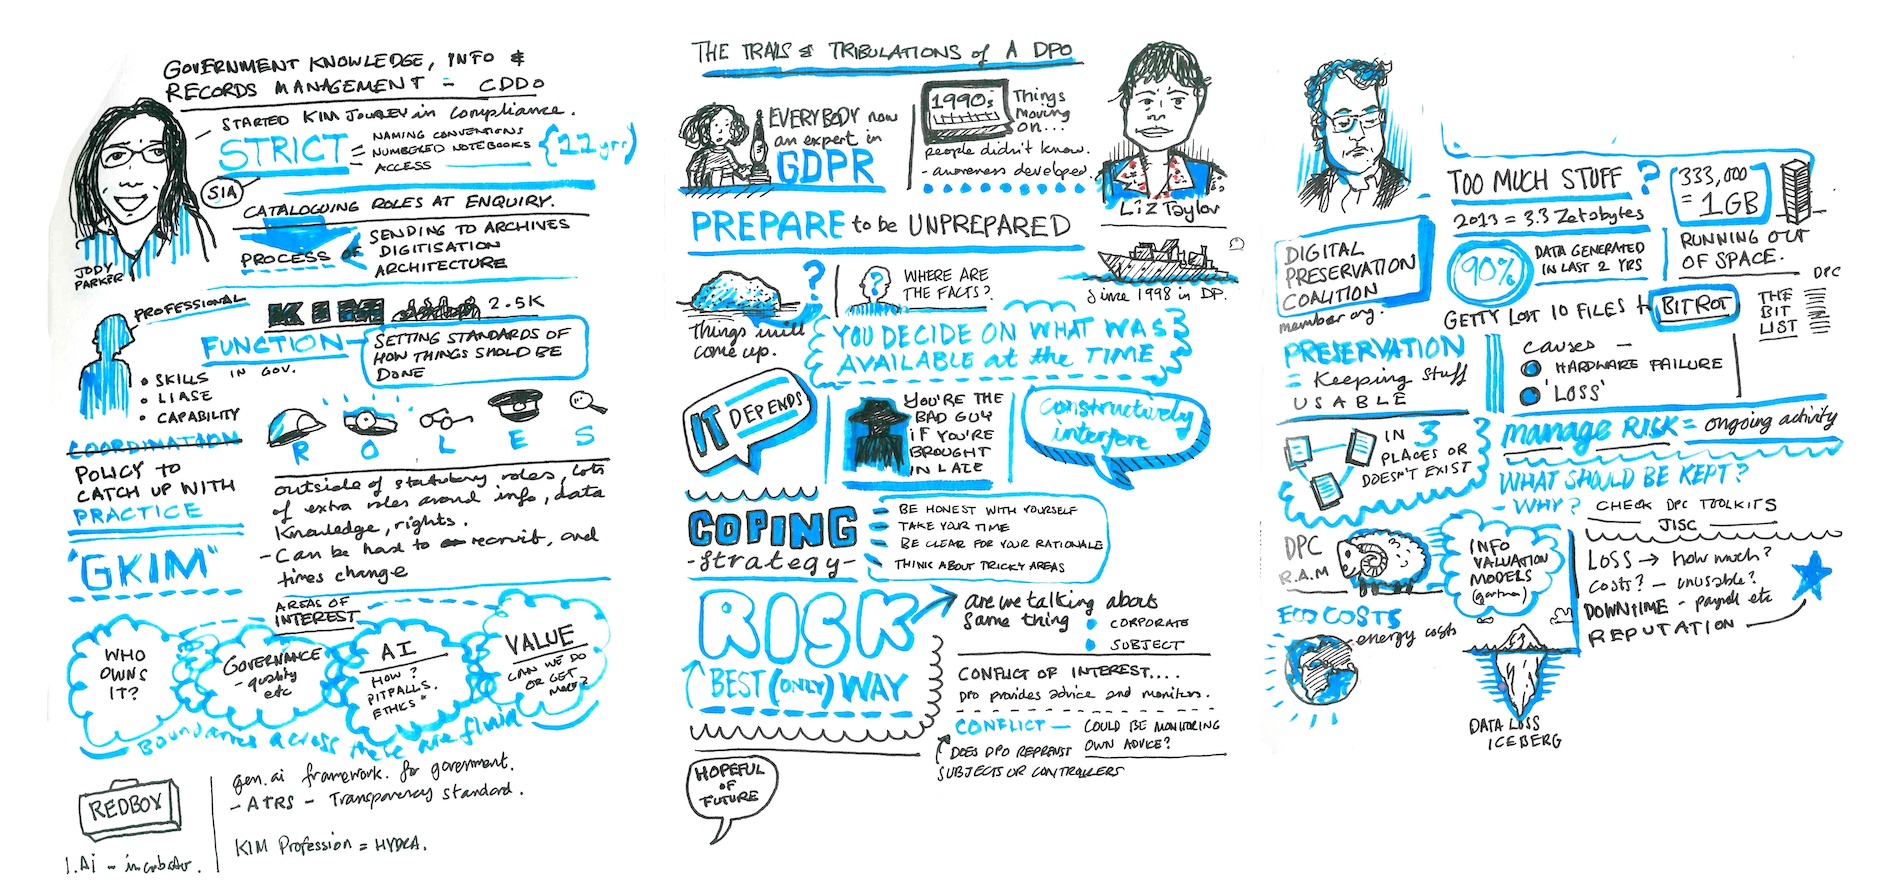 GOVERNMENT KNOWLEDGE, INFO &
RECORDS MANAGEMENT - CDDO
STARTED KIM JOURNEY in compliance.
STRICT
NAMING CONVENTIONS
NUMBERED NOTEBOOKS
ACCESS
{11 yrs}
SIA
CATALOGUING ROLES AT ENQUIRY.
PROCESS OF
SENDING TO ARCHIVES
DIGITISATION
ARCHITECTURE
JODY
PARKER
PROFESSIONAL
KIM
2.5K
FUNCTION
IN GOV.
SETTING STANDARDS OF
HOW THINGS SHOULD BE
DONE
• SKILLS
• LIASE
• CAPABILITY
ROLES
COORDINATION
POLICY TO
CATCH UP WITH
PRACTICE
"GKIM"
outside of statutory roles, lots
of extra roles around info, data
knowledge, rights.
- Can be hard to recruit, and
times change
AREAS OF
INTEREST
WHO
OWNS
IT?
GOVERNANCE
- quality
etc
AI
HOW?
PITFALLS.
ETHICS"
VALUE
CAN WE DO
OR GET
MORE?
Boundaries across these are fluid
REDBOX
I.Ai - incubator.
gen. ai framework. for government.
- ATRS - Transparency standard.
KIM Profession = HYDRA.
THE TRAILS & TRIBULATIONS of A DPO
EVERYBODY now
an expert in
GDPR
1990s
Things
moving
on...
people didn't know.
- awareness developed.
Liz Taylor
PREPARE to be UNPREPARED
since 1998 in DP.
?
Things will
come up.
?
WHERE ARE
THE FACTS?
YOU DECIDE ON WHAT WAS
AVAILABLE at the TIME
IT DEPENDS
YOU'RE THE
BAD GUY
IF YOU'RE
BROUGHT
IN LATE
Constructively
interfere
COPING
-strategy-
- BE HONEST WITH YOURSELF
- TAKE YOUR TIME
- BE CLEAR FOR YOUR RATIONALE
- THINK ABOUT TRICKY AREAS
RISK
BEST (ONLY) WAY
are we talking about
same thing
• CORPORATE
• SUBJECT
CONFLICT OF INTEREST....
DPO provides advice and monitors.
CONFLICT — COULD BE MONITORING
OWN ADVICE?
DOES DPO REPRENST
SUBJECTS OR CONTROLLERS
HOPEFUL
OF
FUTURE
DIGITAL
PRESERVATION
COALITION
member org.
TOO MUCH STUFF?
2013 = 3.3 Zetobytes
333,000
= 1GB
90%
DATA GENERATED
IN LAST 2 YRS
RUNNING OUT
OF SPACE.
GETTY LOST 10 FILES to BITROT
DPC
THE
BIT
LIST
PRESERVATION
= Keeping stuff
USABLE
causes -
• HARDWARE FAILURE
• 'LOSS'
IN 3
PLACES OR
DOESN'T EXIST
manage RISK = ongoing activity
WHAT SHOULD BE KEPT?
- WHY? CHECK DPC TOOLKITS
JISC
DPC
R.A.M
INFO
VALUATION
MODELS
(gartner)
LOSS → how much?
COSTS? - unusable?
DOWNTIME - payroll etc
REPUTATION
ECO COSTS
energy costs
DATA LOSS
ICEBERG